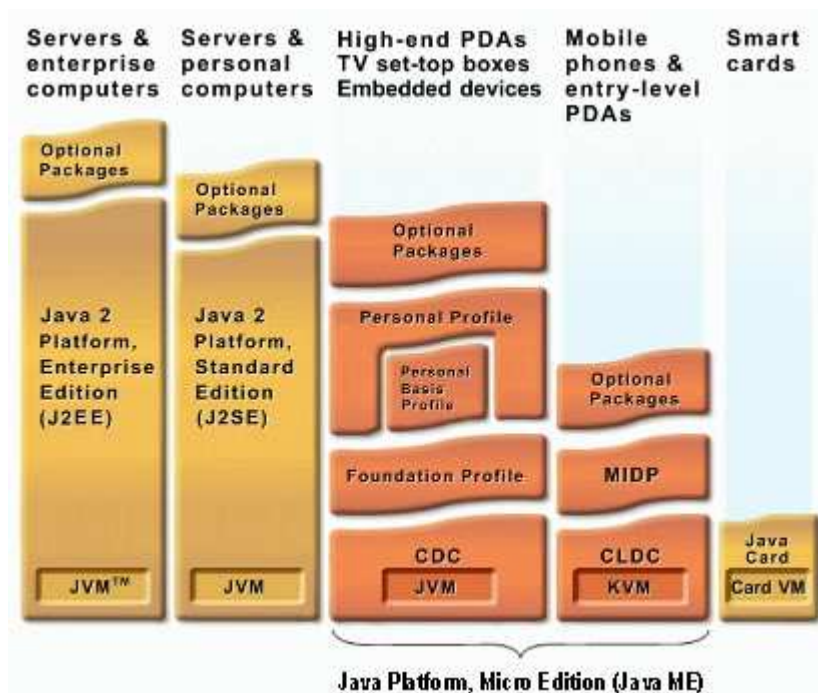 Servers &
enterprise
computers
Servers &
personal
computers
High-end PDAs
TV set-top boxes
Embedded devices
Mobile
phones &
entry-level
PDAs
Smart
cards
Optional
Packages
Java 2
Platform,
Enterprise
Edition
(J2EE)
JVM™
Optional
Packages
Java 2
Platform,
Standard
Edition
(J2SE)
JVM
Optional
Packages
Personal Profile
Personal
Basis
Profile
Foundation Profile
CDC
JVM
Optional
Packages
MIDP
CLDC
KVM
Java
Card
Card VM
Java Platform, Micro Edition (Java ME)